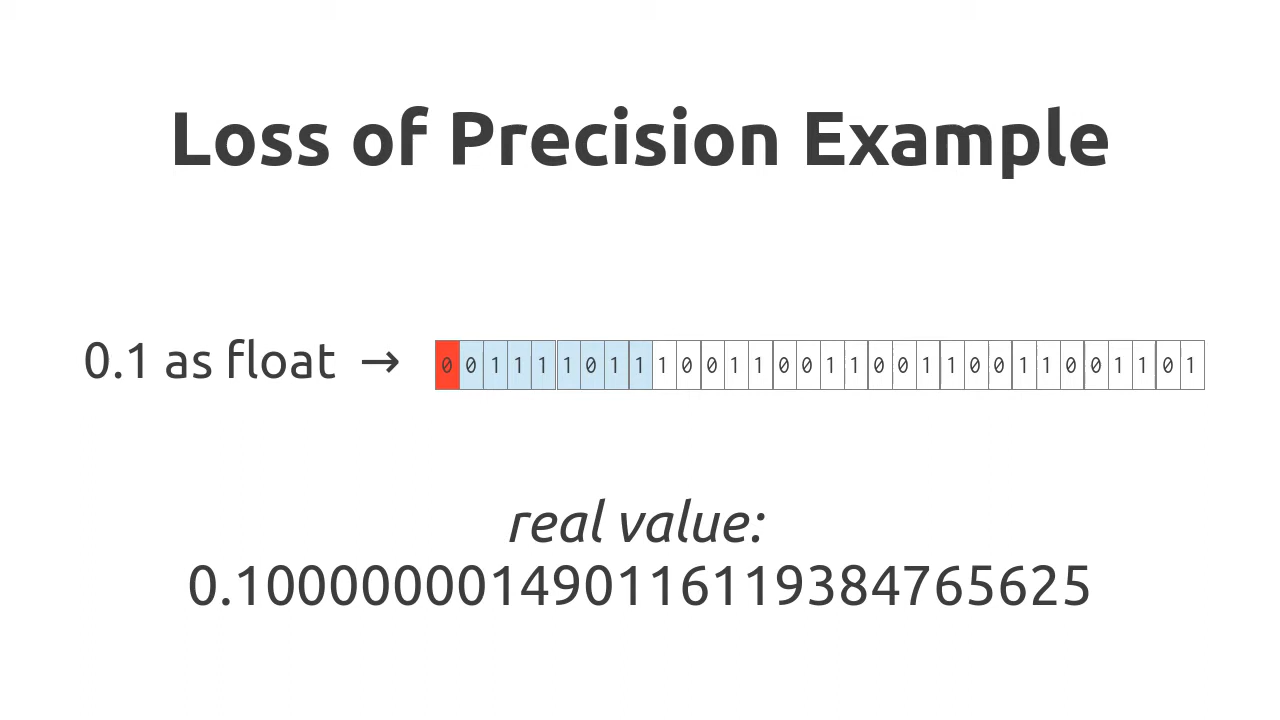 Loss of Precision Example
0.1 as float → 0 0 1 1 1 1 0 1 1 1 0 0 1 1 0 0 1 1 0 0 1 1 0 0 1 1 0 0 1 1 0 1
real value:
0.100000001490116119384765625